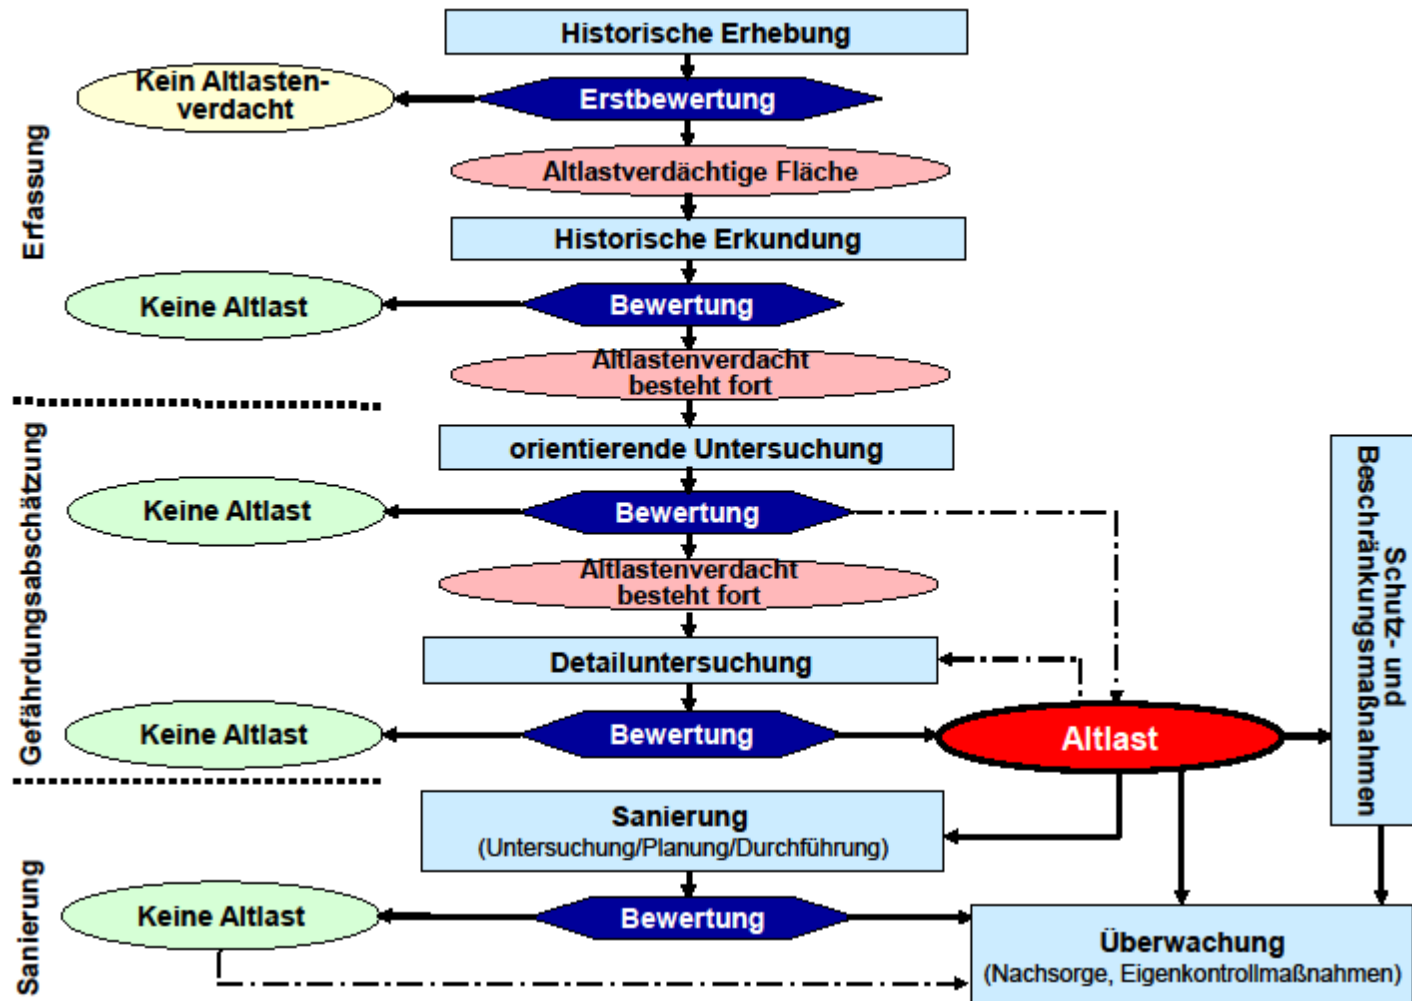 Historische Erhebung
Kein Altlasten-
verdacht
Erstbewertung
Altlastverdächtige Fläche
Erfassung
Historische Erkundung
Keine Altlast
Bewertung
Altlastenverdacht
besteht fort
orientierende Untersuchung
Keine Altlast
Bewertung
Altlastenverdacht
besteht fort
Gefährdungsabschätzung
Detailuntersuchung
Keine Altlast
Bewertung
Altlast
Schutz- und
Beschränkungsmaßnahmen
Sanierung
(Untersuchung/Planung/Durchführung)
Sanierung
Keine Altlast
Bewertung
Überwachung
(Nachsorge, Eigenkontrollmaßnahmen)